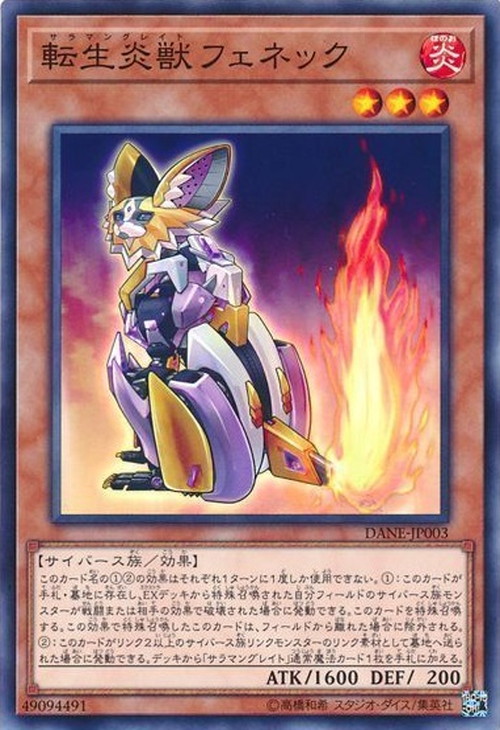 サラマングレイト
転生炎獣フェネック
ほのお
炎
DANE-JP003
【サイバース族/効果】
このカード名の①②の効果はそれぞれ1ターンに1度しか使用できない。①：このカードが
手札・墓地に存在し、EXデッキから特殊召喚された自分フィールドのサイバース族モ
ンスターが戦闘または相手の効果で破壊された場合に発動できる。このカードを特殊召喚
する。この効果で特殊召喚したこのカードは、フィールドから離れた場合に除外される。
②：このカードがリンク2以上のサイバース族リンクモンスターのリンク素材として墓地へ送ら
れた場合に発動できる。デッキから「サラマングレイト」通常魔法カード1枚を手札に加える。
ATK/1600 DEF/ 200
49094491
©高橋和希 スタジオ・ダイス/集英社